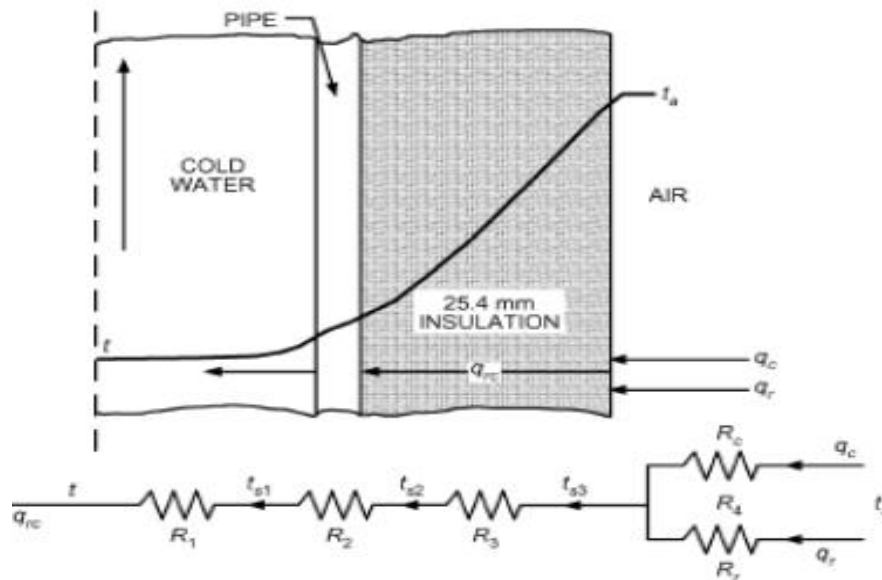 PIPE
t_a
COLD
WATER
AIR
25.4 mm
INSULATION
t
q_c
q_rc
q_r
R_c
q_c
t
t_s1
t_s2
t_s3
R_4
q_rc
R_1
R_2
R_3
q_r
R_r